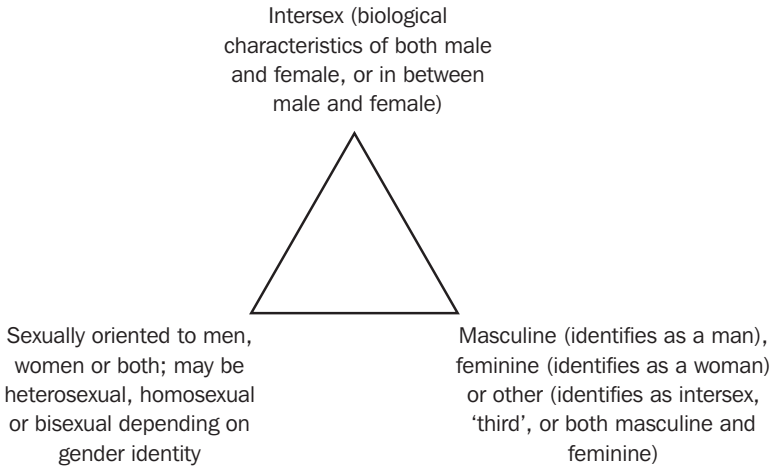 Intersex (biological
characteristics of both male
and female, or in between
male and female)
Sexually oriented to men,
women or both; may be
heterosexual, homosexual
or bisexual depending on
gender identity
Masculine (identifies as a man),
feminine (identifies as a woman)
or other (identifies as intersex,
‘third’, or both masculine and
feminine)